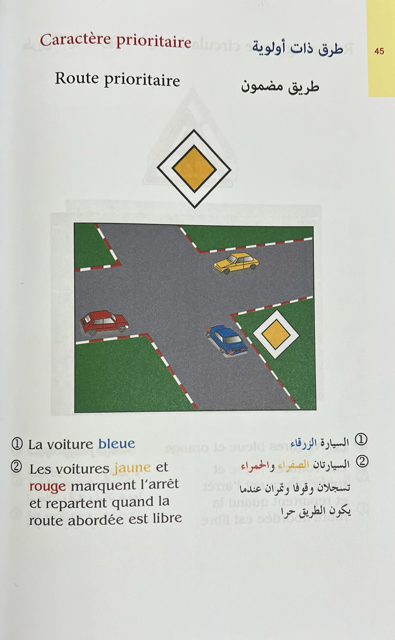 Caractère prioritaire
طرق ذات أولوية
45
Route prioritaire
طريق مضمون
① La voiture bleue
① السيارة الزرقاء
② Les voitures jaune et
rouge marquent l'arrêt
et repartent quand la
route abordée est libre
② السيارتان الصفراء والحمراء
تسجلان وقوفا وتمران عندما
يكون الطريق حرا